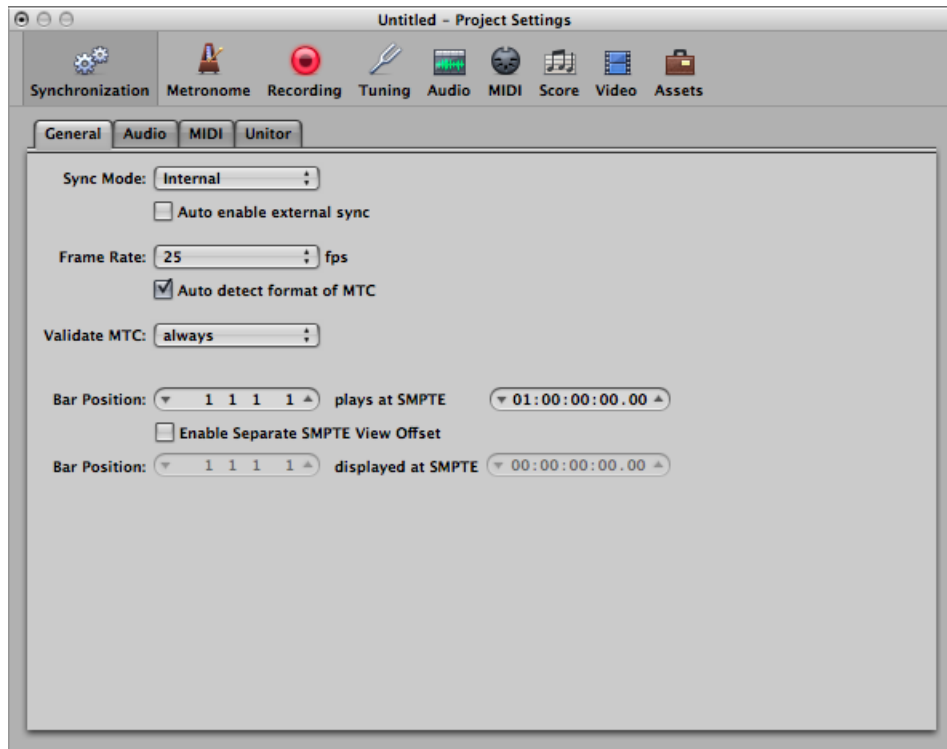 Untitled – Project Settings
Synchronization Metronome Recording Tuning Audio MIDI Score Video Assets
General Audio MIDI Unitor
Sync Mode: Internal
Auto enable external sync
Frame Rate: 25 fps
Auto detect format of MTC
Validate MTC: always
Bar Position: 1 1 1 1 plays at SMPTE 01:00:00:00.00
Enable Separate SMPTE View Offset
Bar Position: 1 1 1 1 displayed at SMPTE 00:00:00:00.00